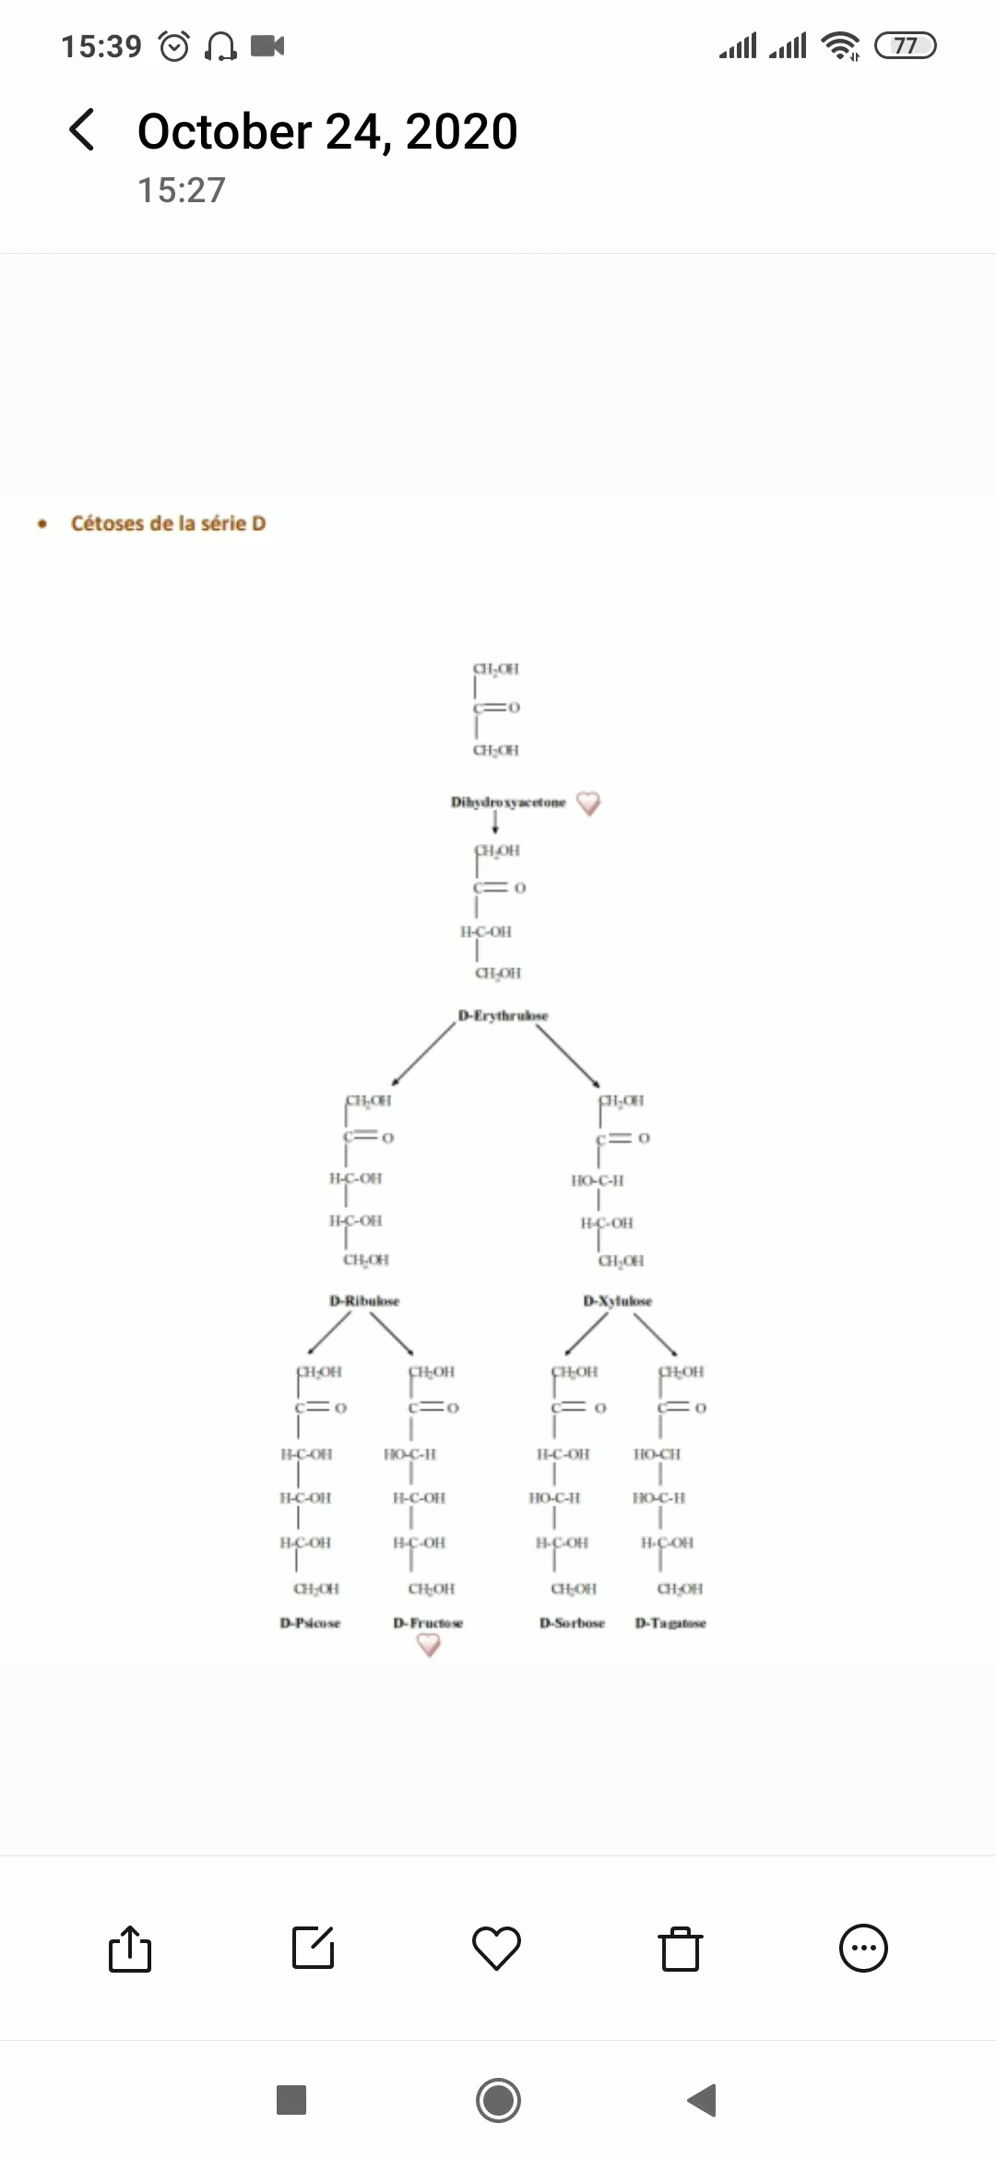 15:39
77
October 24, 2020
15:27
• Cétoses de la série D
CH₂OH
C=O
CH₂OH
Dihydroxyacetone
CH₂OH
C=O
H-C-OH
CH₂OH
D-Erythrulose
CH₂OH CH₂OH
C=O C=O
H-C-OH HO-C-H
H-C-OH H-C-OH
CH₂OH CH₂OH
D-Ribulose D-Xylulose
CH₂OH CH₂OH CH₂OH CH₂OH
C=O C=O C=O C=O
H-C-OH HO-C-H H-C-OH HO-CH
H-C-OH H-C-OH HO-C-H HO-C-H
H-C-OH H-C-OH H-C-OH H-C-OH
CH₂OH CH₂OH CH₂OH CH₂OH
D-Psicose D-Fructose D-Sorbose D-Tagatose